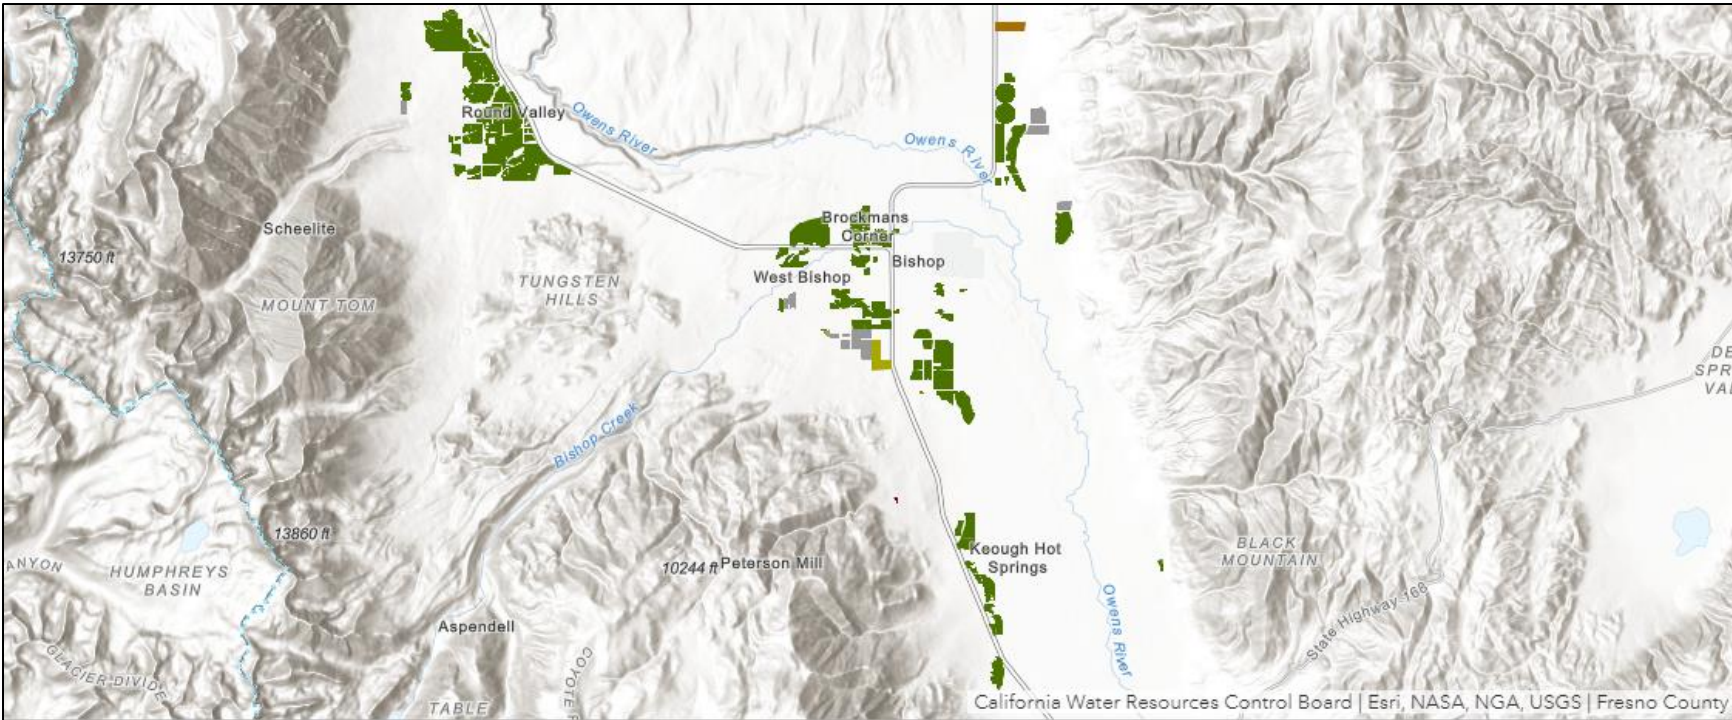 Round Valley
Owens River
Owens River
Scheelite
Brockmans
Corner
13750 ft
Bishop
West Bishop
TUNGSTEN
HILLS
MOUNT TOM
DE
SPR
VA
Bishop Creek
13860 ft
ANYON
HUMPHREYS
BASIN
10244 ft
Peterson Mill
Keough Hot
Springs
BLACK
MOUNTAIN
Aspendell
Owens River
State Highway 168
GLACIER DIVIDE
COYOTE
TABLE
California Water Resources Control Board | Esri, NASA, NGA, USGS | Fresno County